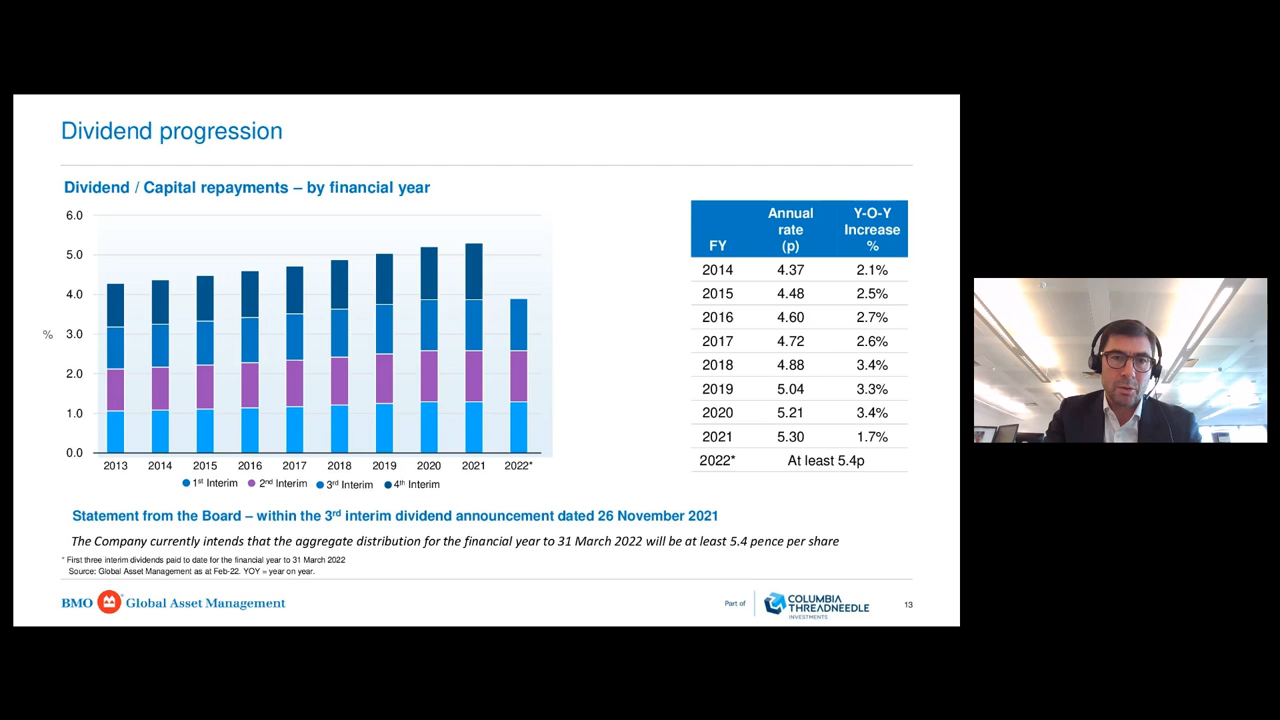 Dividend progression
Dividend / Capital repayments – by financial year
6.0
5.0
4.0
3.0
2.0
1.0
0.0
%
2013 2014 2015 2016 2017 2018 2019 2020 2021 2022*
1st Interim 2nd Interim 3rd Interim 4th Interim
FY Annual rate (p) Y-O-Y Increase %
2014 4.37 2.1%
2015 4.48 2.5%
2016 4.60 2.7%
2017 4.72 2.6%
2018 4.88 3.4%
2019 5.04 3.3%
2020 5.21 3.4%
2021 5.30 1.7%
2022* At least 5.4p
Statement from the Board – within the 3rd interim dividend announcement dated 26 November 2021
The Company currently intends that the aggregate distribution for the financial year to 31 March 2022 will be at least 5.4 pence per share
* First three interim dividends paid to date for the financial year to 31 March 2022
Source: Global Asset Management as at Feb-22. YOY = year on year.
BMO Global Asset Management
Part of
COLUMBIA
THREADNEEDLE
INVESTMENTS
13